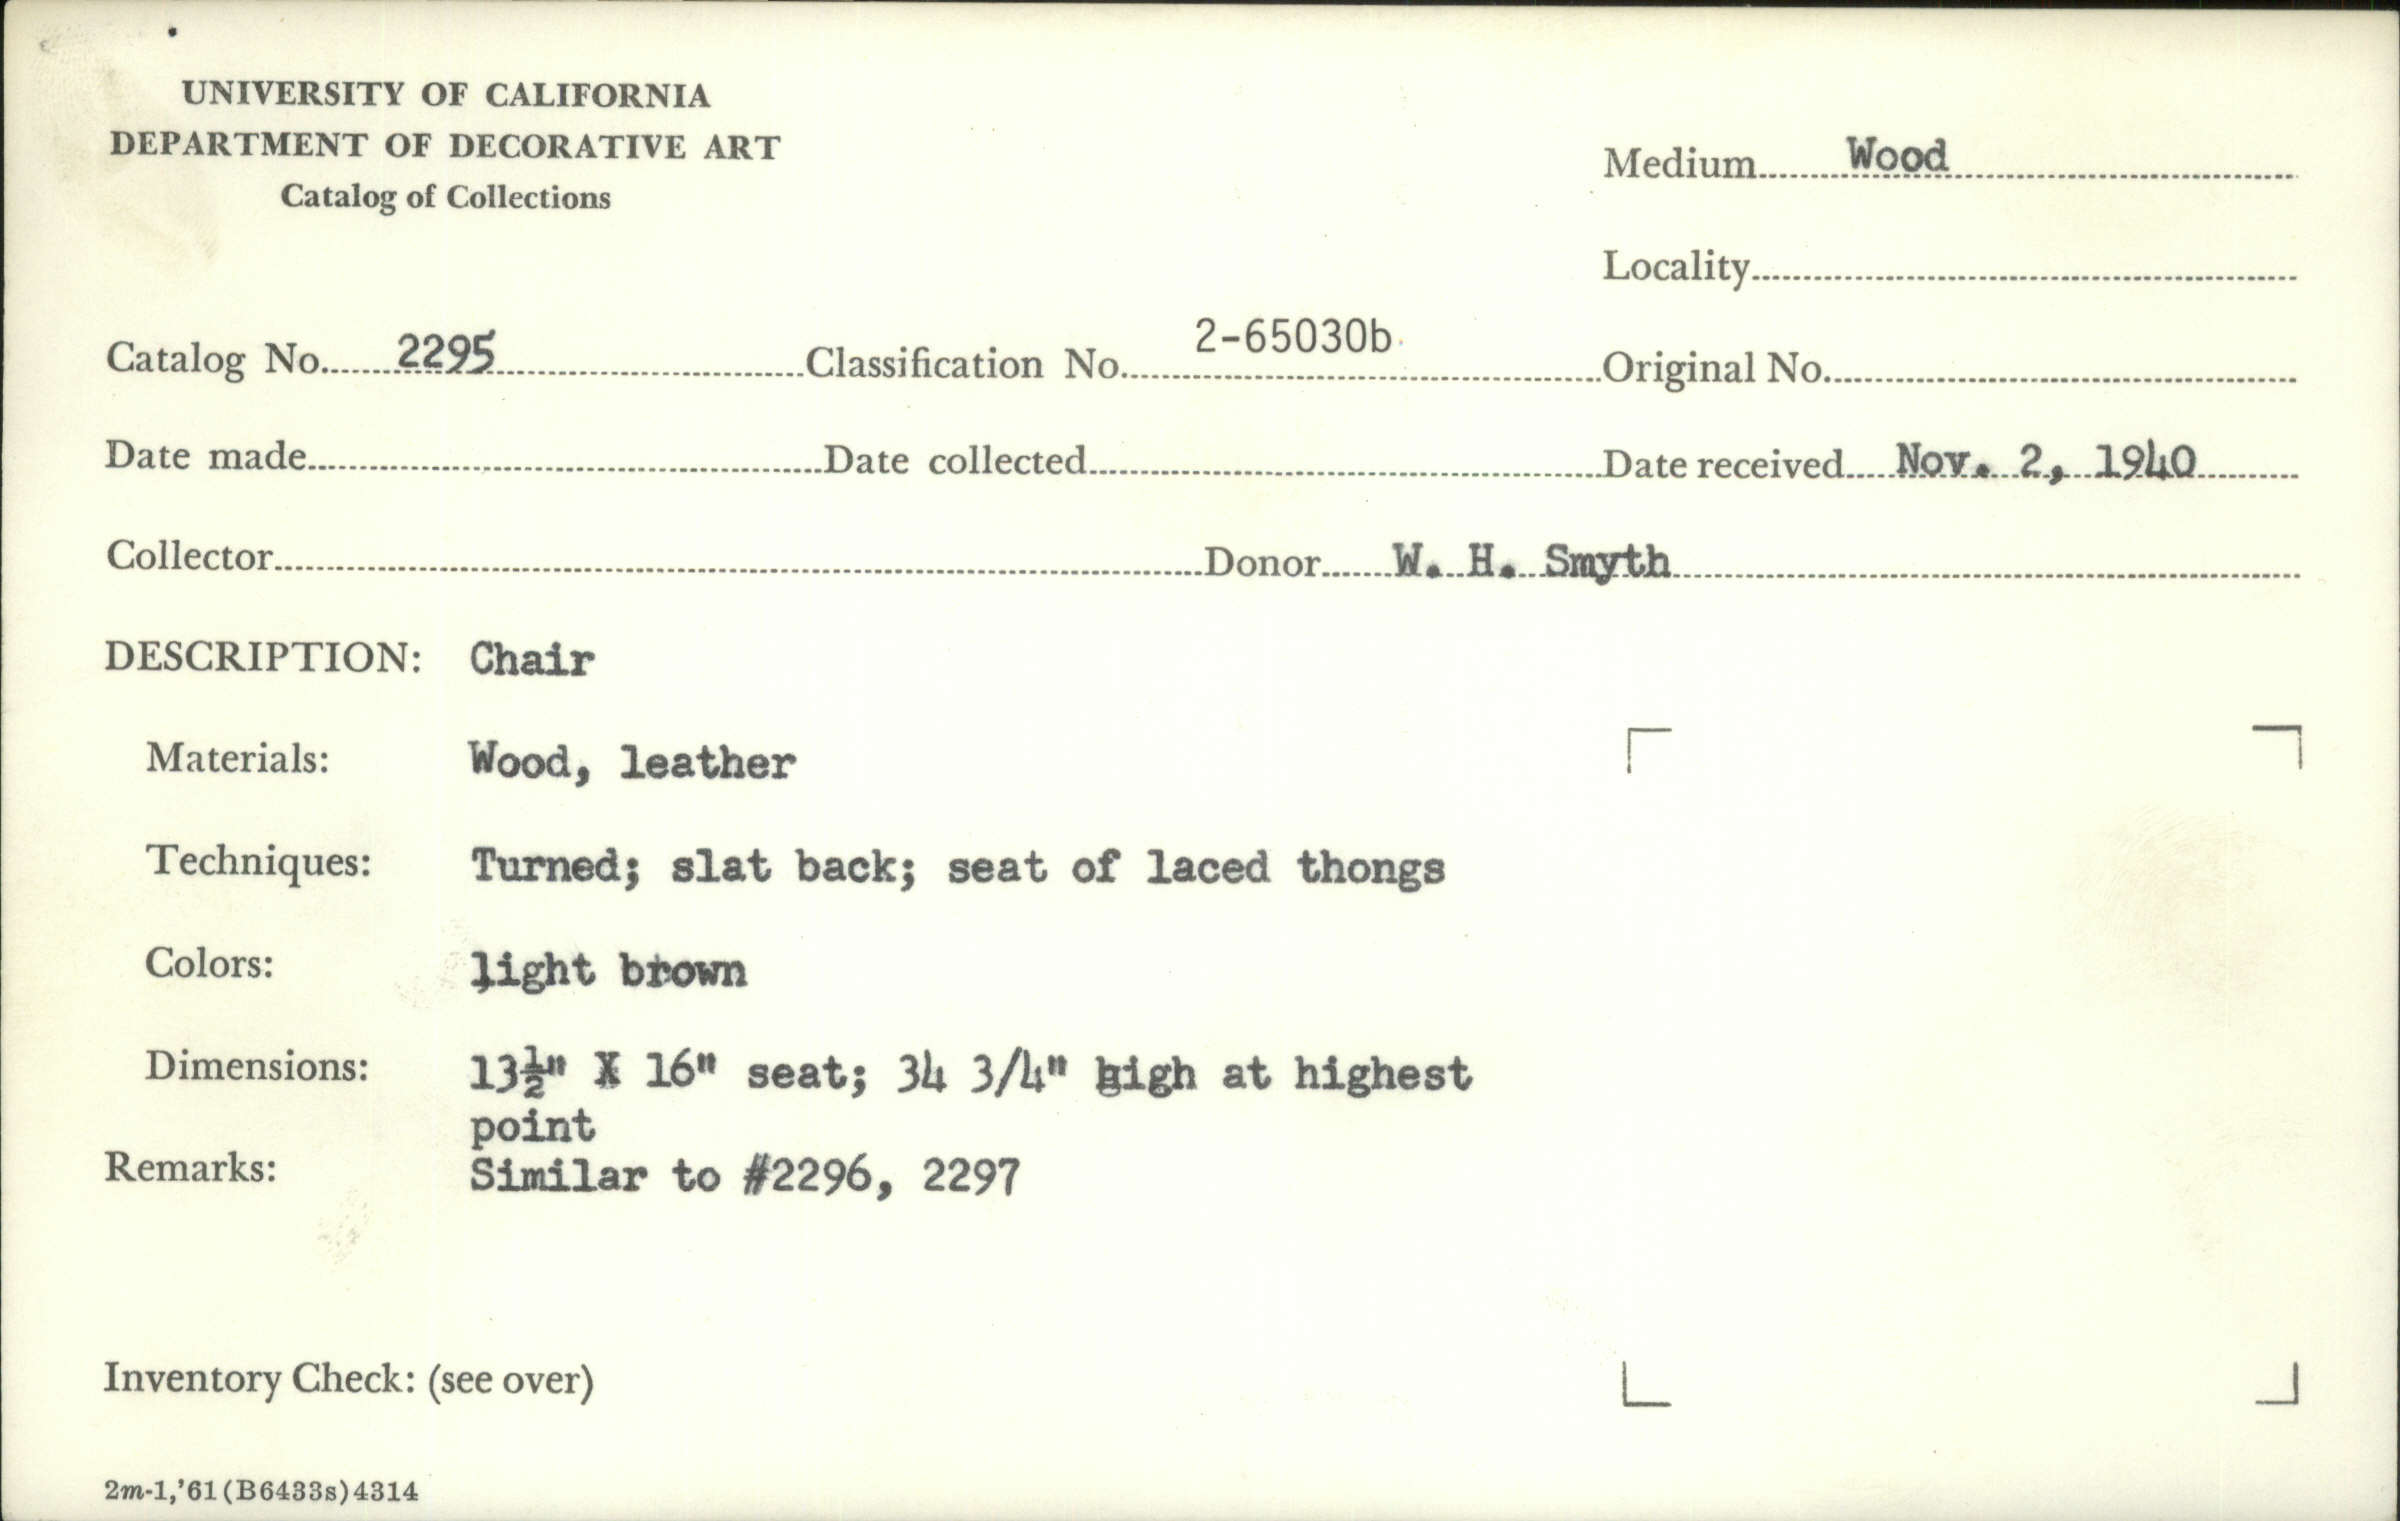 UNIVERSITY OF CALIFORNIA
DEPARTMENT OF DECORATIVE ART
Catalog of Collections
Medium Wood
Locality
Catalog No. 2295 Classification No. 2-65030b Original No.
Date made Date collected Date received Nov. 2, 1940
Collector Donor W. H. Smyth
DESCRIPTION: Chair
Materials: Wood, leather
Techniques: Turned; slat back; seat of laced thongs
Colors: light brown
Dimensions: 13½" X 16" seat; 34 3/4" high at highest
point
Remarks: Similar to #2296, 2297
Inventory Check: (see over)
2m-1,'61(B6433s)4314